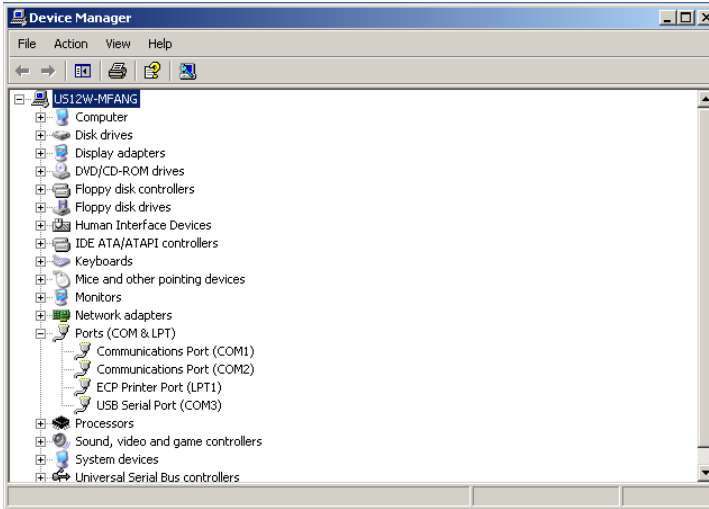 Device Manager
File Action View Help
US12W-MFANG
Computer
Disk drives
Display adapters
DVD/CD-ROM drives
Floppy disk controllers
Floppy disk drives
Human Interface Devices
IDE ATA/ATAPI controllers
Keyboards
Mice and other pointing devices
Monitors
Network adapters
Ports (COM & LPT)
Communications Port (COM1)
Communications Port (COM2)
ECP Printer Port (LPT1)
USB Serial Port (COM3)
Processors
Sound, video and game controllers
System devices
Universal Serial Bus controllers